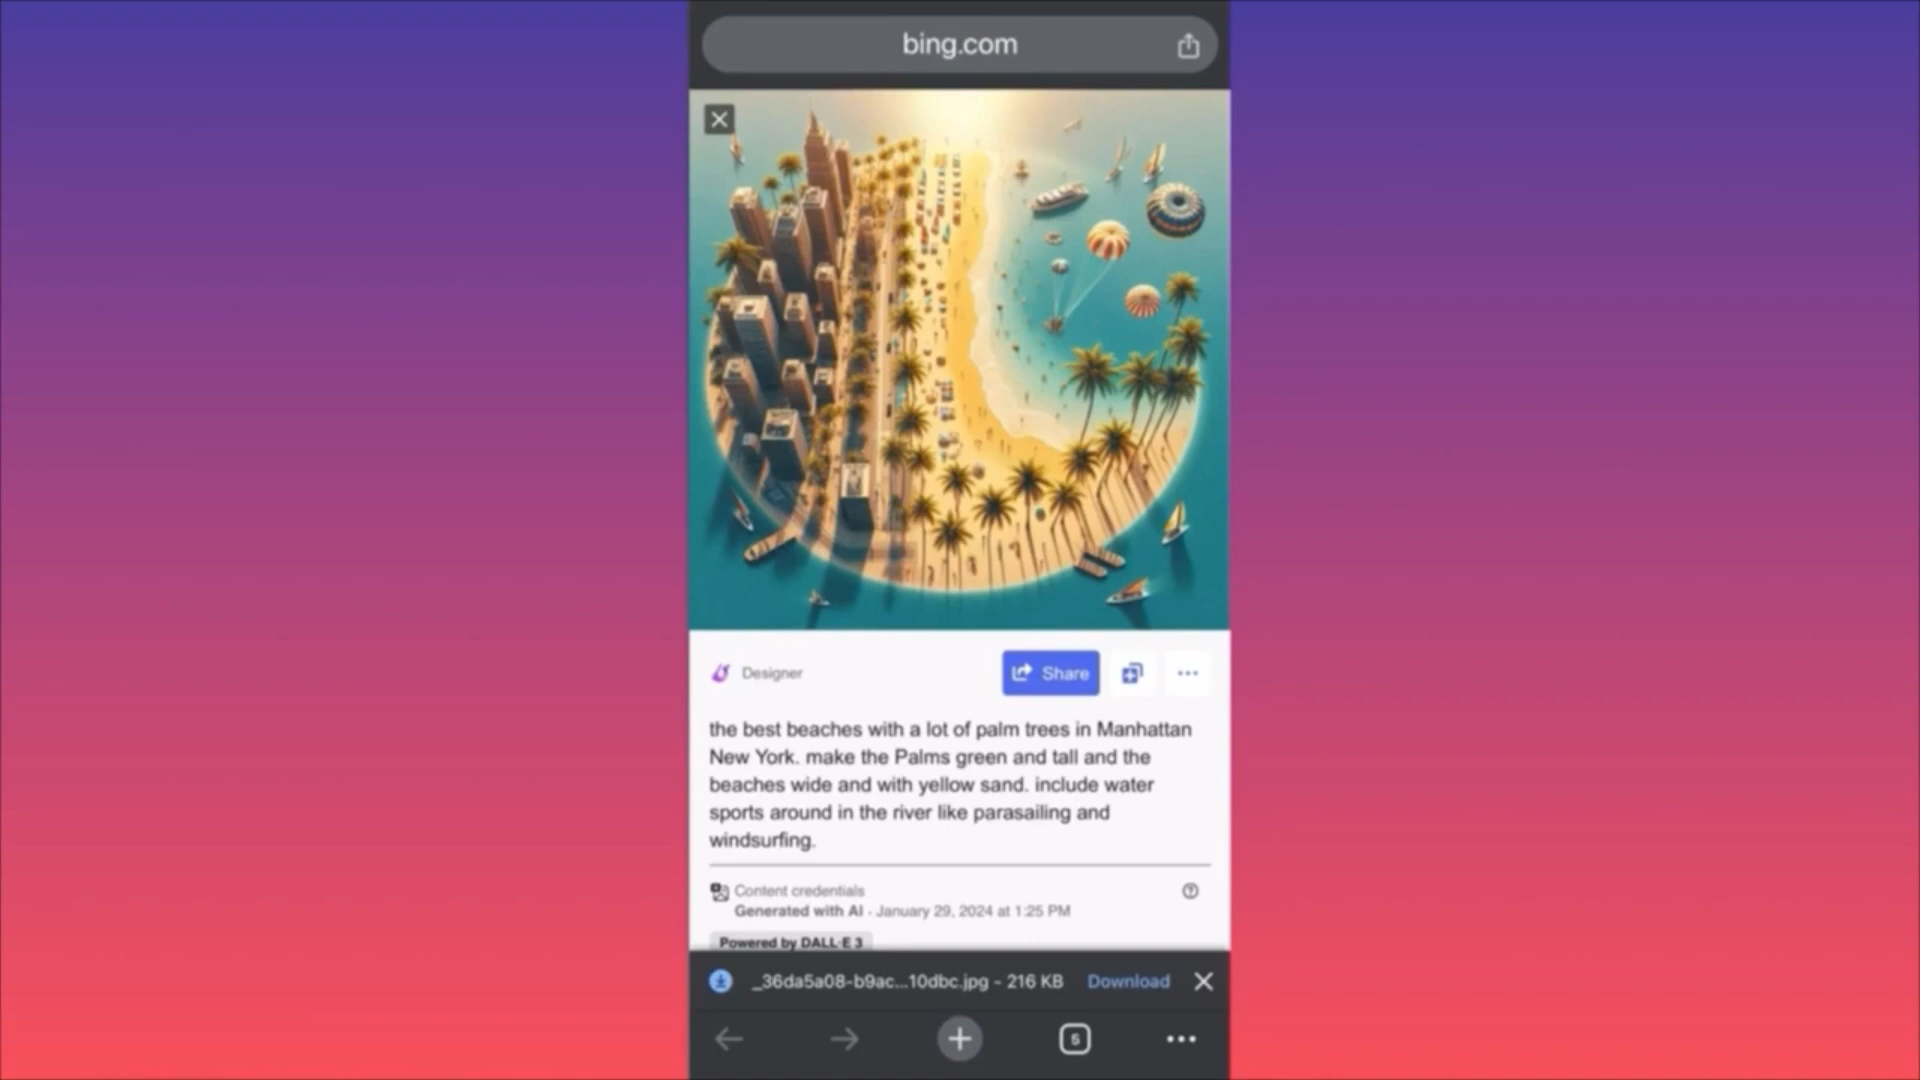 bing.com
Designer
Share
the best beaches with a lot of palm trees in Manhattan
New York. make the Palms green and tall and the
beaches wide and with yellow sand. include water
sports around in the river like parasailing and
windsurfing.
Content credentials
Generated with AI · January 29, 2024 at 1:25 PM
Powered by DALL·E 3
_36da5a08-b9ac...10dbc.jpg - 216 KB Download
5